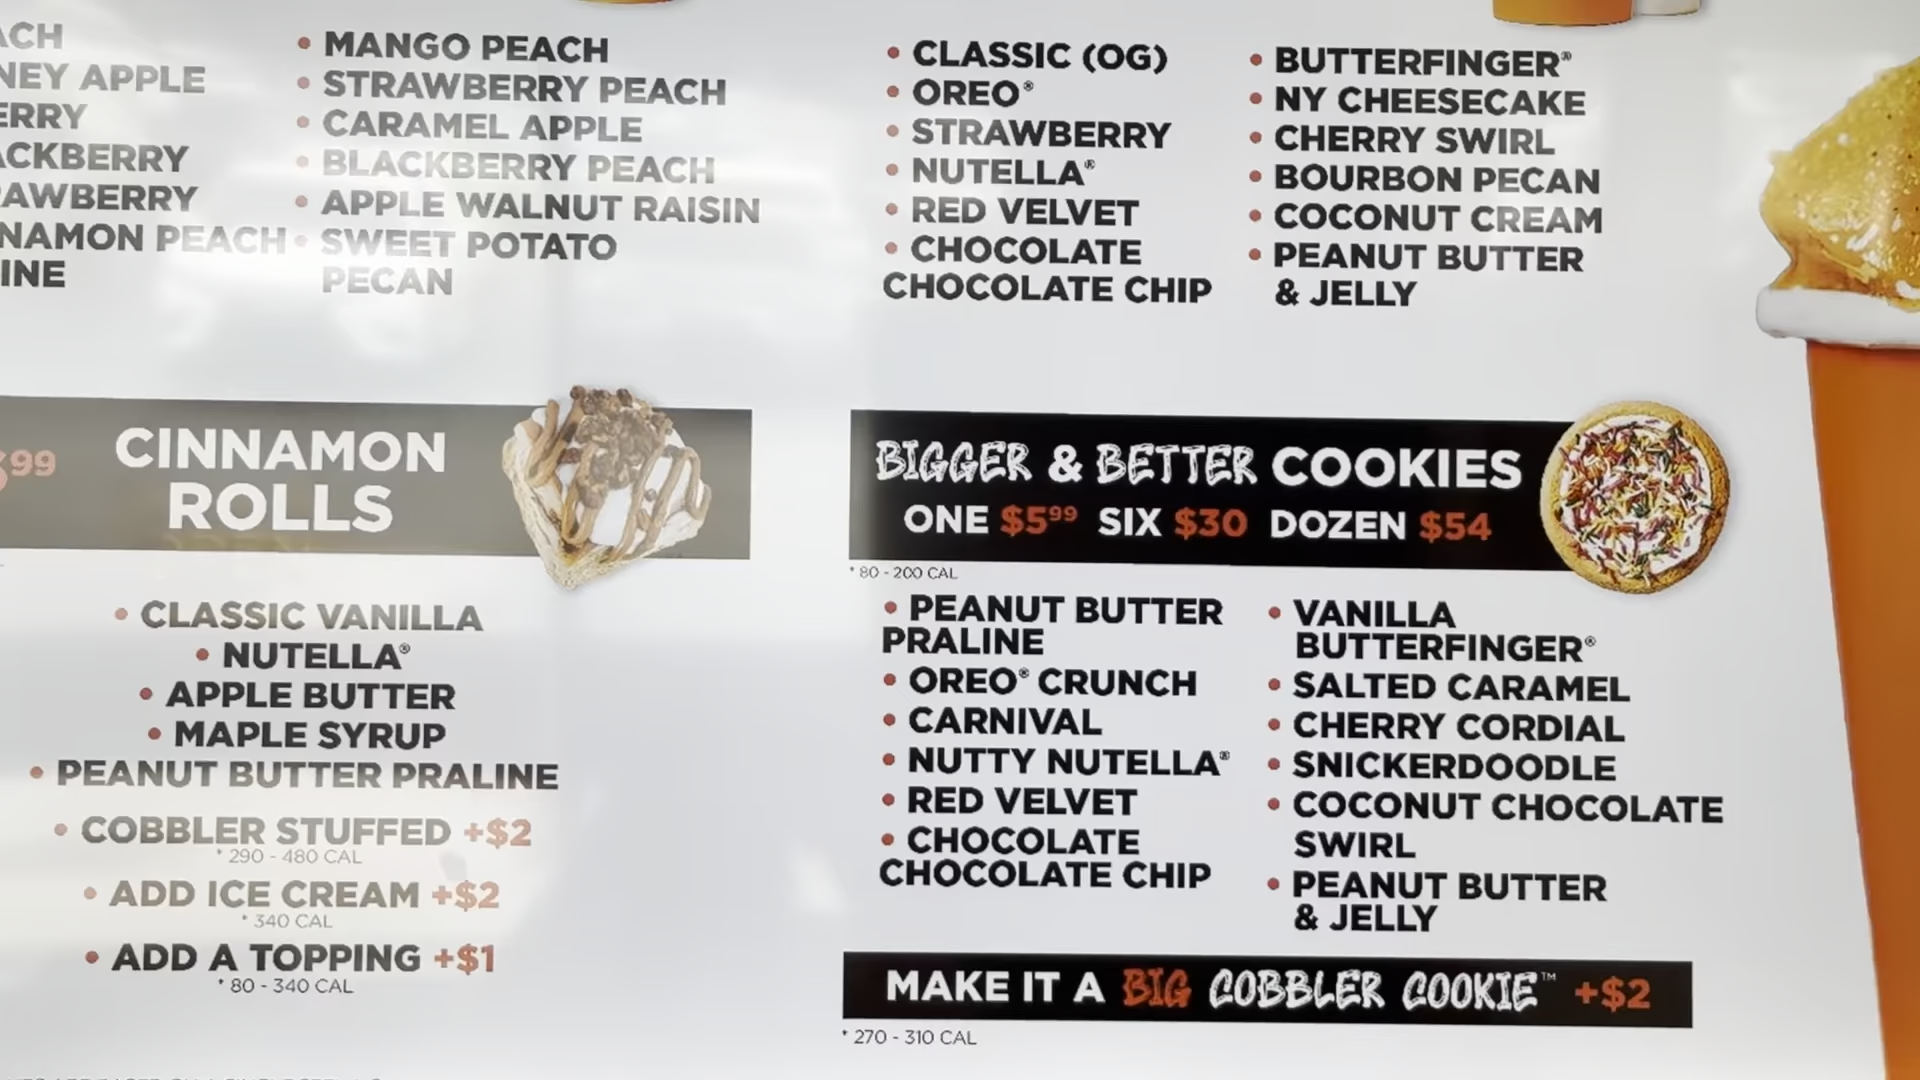 MANGO PEACH
STRAWBERRY PEACH
CARAMEL APPLE
BLACKBERRY PEACH
APPLE
PEACH
APPLE WALNUT RAISIN
SWEET POTATO
PECAN
• CLASSIC (OG)
• OREO®
• STRAWBERRY
• NUTELLA®
• RED VELVET
• CHOCOLATE
CHOCOLATE CHIP
• BUTTERFINGER®
• NY CHEESECAKE
• CHERRY SWIRL
• BOURBON PECAN
• COCONUT CREAM
• PEANUT BUTTER
& JELLY
99
CINNAMON
ROLLS
• CLASSIC VANILLA
• NUTELLA®
• APPLE BUTTER
• MAPLE SYRUP
• PEANUT BUTTER PRALINE
• COBBLER STUFFED +$2
* 290 - 480 CAL
• ADD ICE CREAM +$2
* 340 CAL
• ADD A TOPPING +$1
* 80 - 340 CAL
BIGGER & BETTER COOKIES
ONE $5.99 SIX $30 DOZEN $54
* 80 - 200 CAL
• PEANUT BUTTER
PRALINE
• OREO® CRUNCH
• CARNIVAL
• NUTTY NUTELLA®
• RED VELVET
• CHOCOLATE
CHOCOLATE CHIP
• VANILLA
BUTTERFINGER®
• SALTED CARAMEL
• CHERRY CORDIAL
• SNICKERDOODLE
• COCONUT CHOCOLATE
SWIRL
• PEANUT BUTTER
& JELLY
MAKE IT A BIG COBBLER COOKIE™ +$2
* 270 - 310 CAL